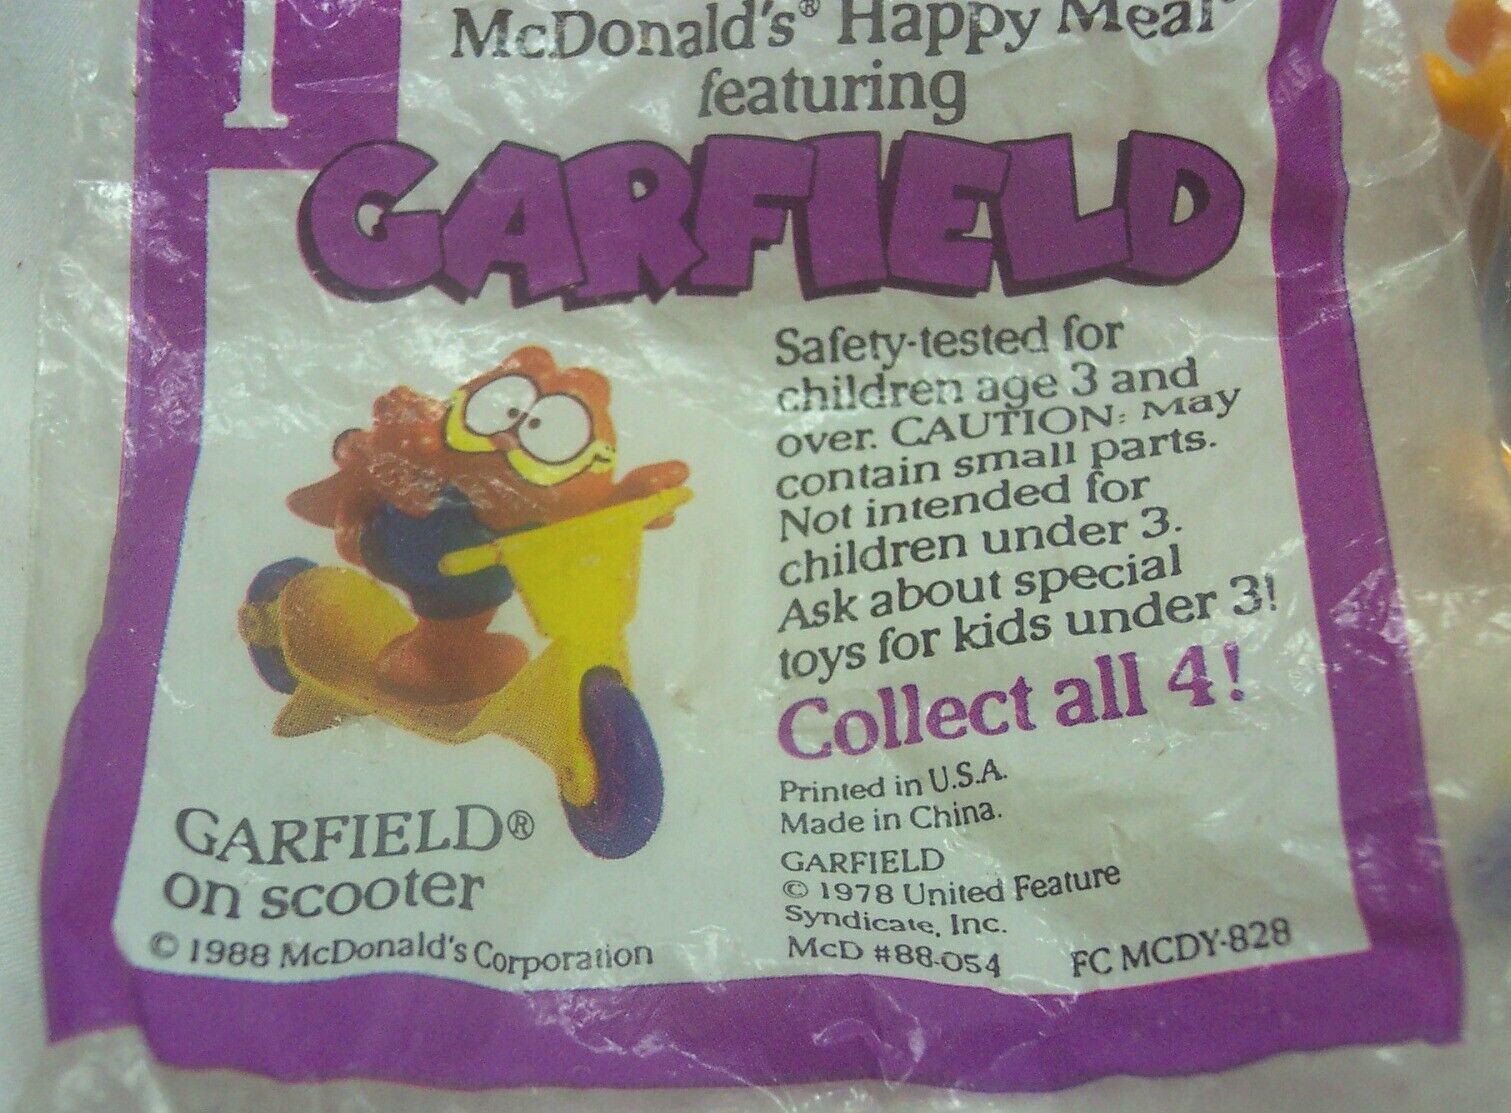 1
McDonald's® Happy Meal®
featuring
GARFIELD
Safety-tested for
children age 3 and
over. CAUTION: May
contain small parts.
Not intended for
children under 3.
Ask about special
toys for kids under 3!
Collect all 4!
Printed in U.S.A.
Made in China.
GARFIELD
© 1978 United Feature
Syndicate, Inc.
McD #88-054 FC MCDY-828
GARFIELD®
on scooter
© 1988 McDonald's Corporation